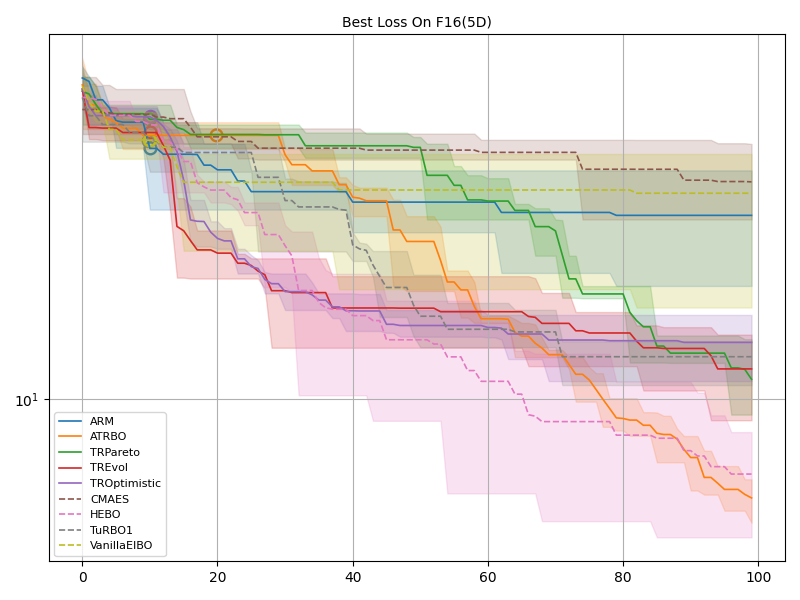 Best Loss On F16(5D)
10¹
ARM
ATRBO
TRPareto
TREvol
TROptimistic
CMAES
HEBO
TuRBO1
VanillaEIBO
0 20 40 60 80 100